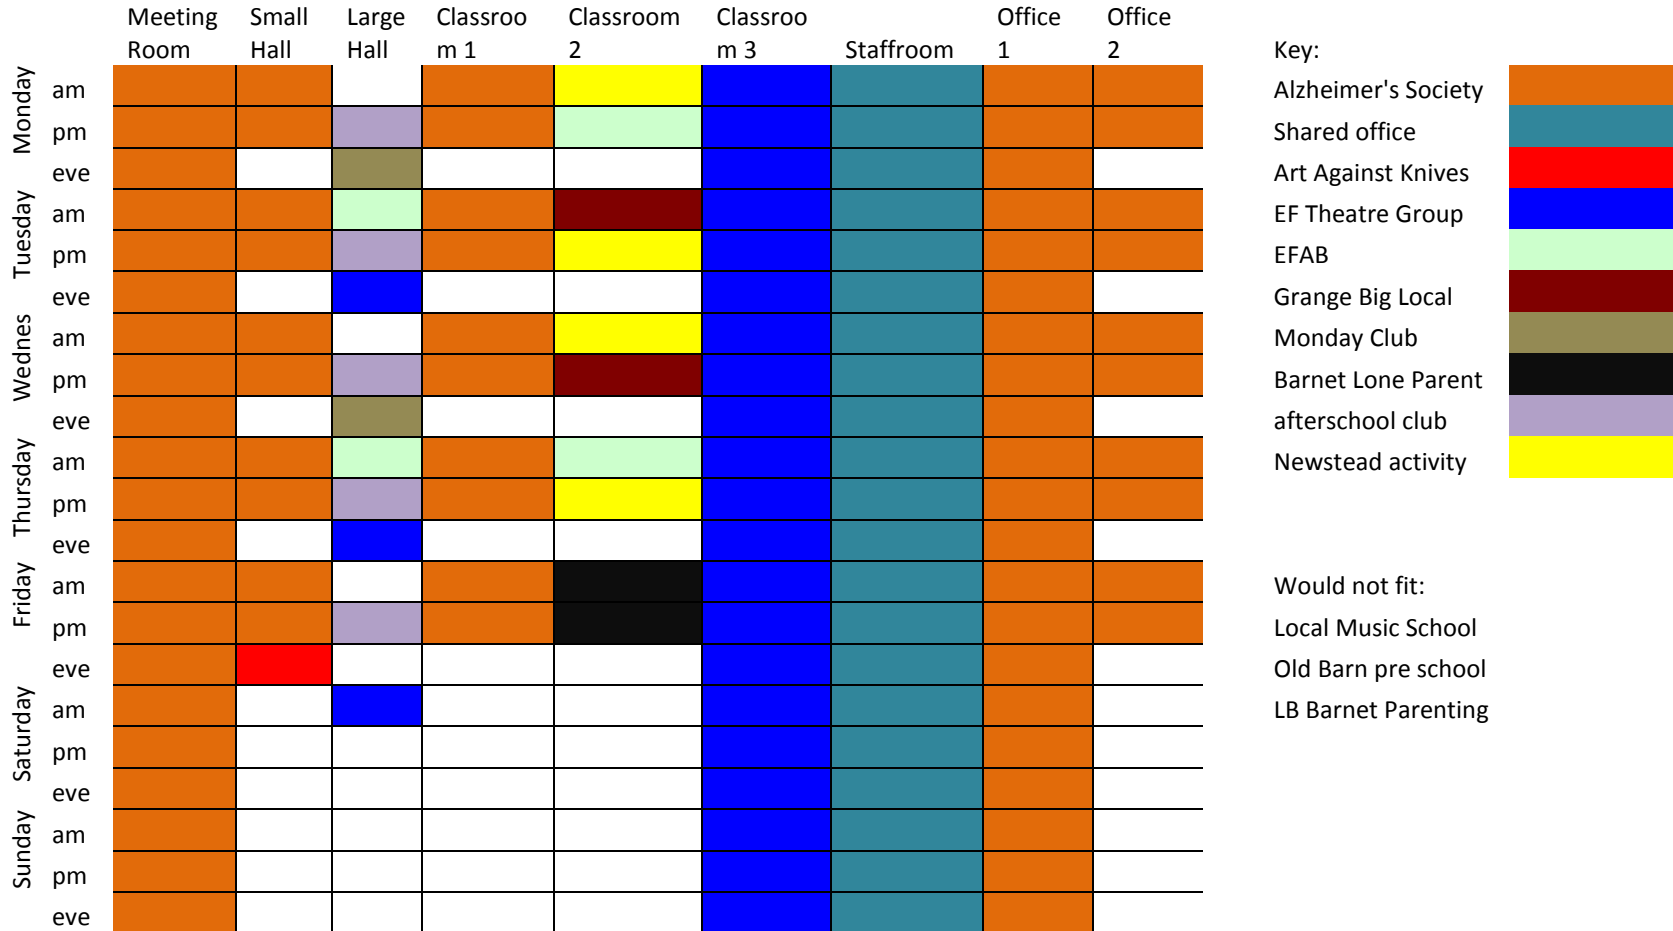 Meeting Small Large Classroo Classroom Classroo Office Office
Room Hall Hall m 1 2 m 3 Staffroom 1 2 Key:
Monday
am Alzheimer's Society
pm Shared office
eve Art Against Knives
Tuesday
am EF Theatre Group
pm EFAB
eve Grange Big Local
Wednes
am Monday Club
pm Barnet Lone Parent
eve afterschool club
Thursday
am Newstead activity
pm
eve
Friday
am Would not fit:
pm Local Music School
eve Old Barn pre school
Saturday
am LB Barnet Parenting
pm
eve
Sunday
am
pm
eve